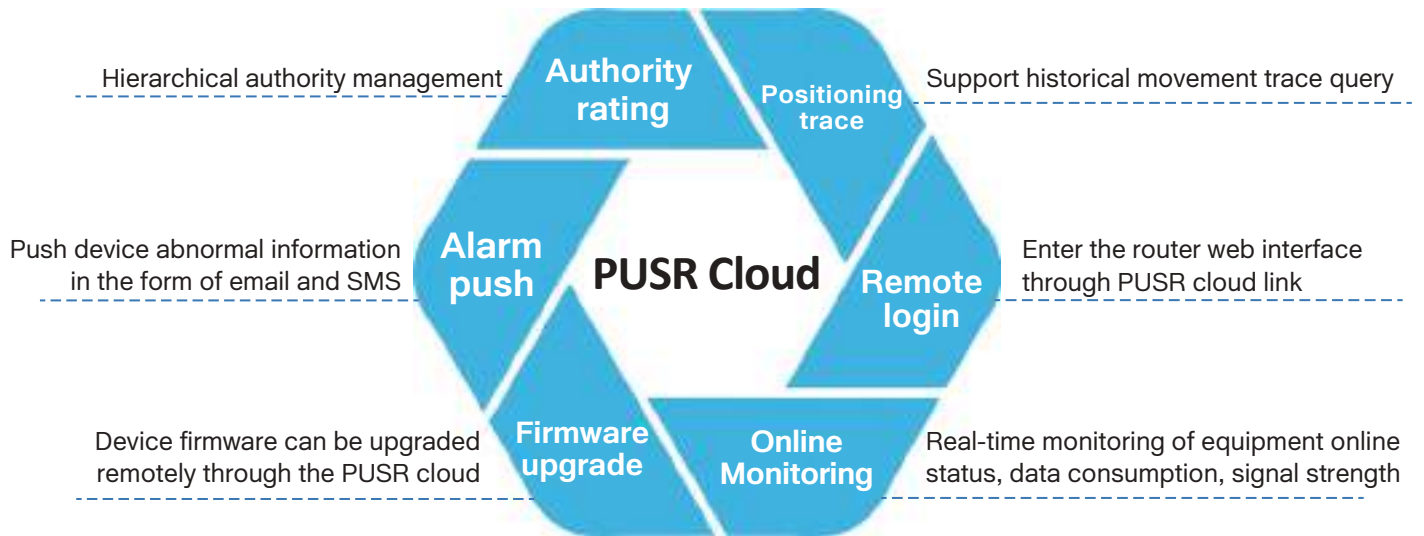 Hierarchical authority management
Authority
rating
Positioning
trace
Support historical movement trace query
Push device abnormal information
in the form of email and SMS
Alarm
push
PUSR Cloud
Remote
login
Enter the router web interface
through PUSR cloud link
Device firmware can be upgraded
remotely through the PUSR cloud
Firmware
upgrade
Online
Monitoring
Real-time monitoring of equipment online
status, data consumption, signal strength